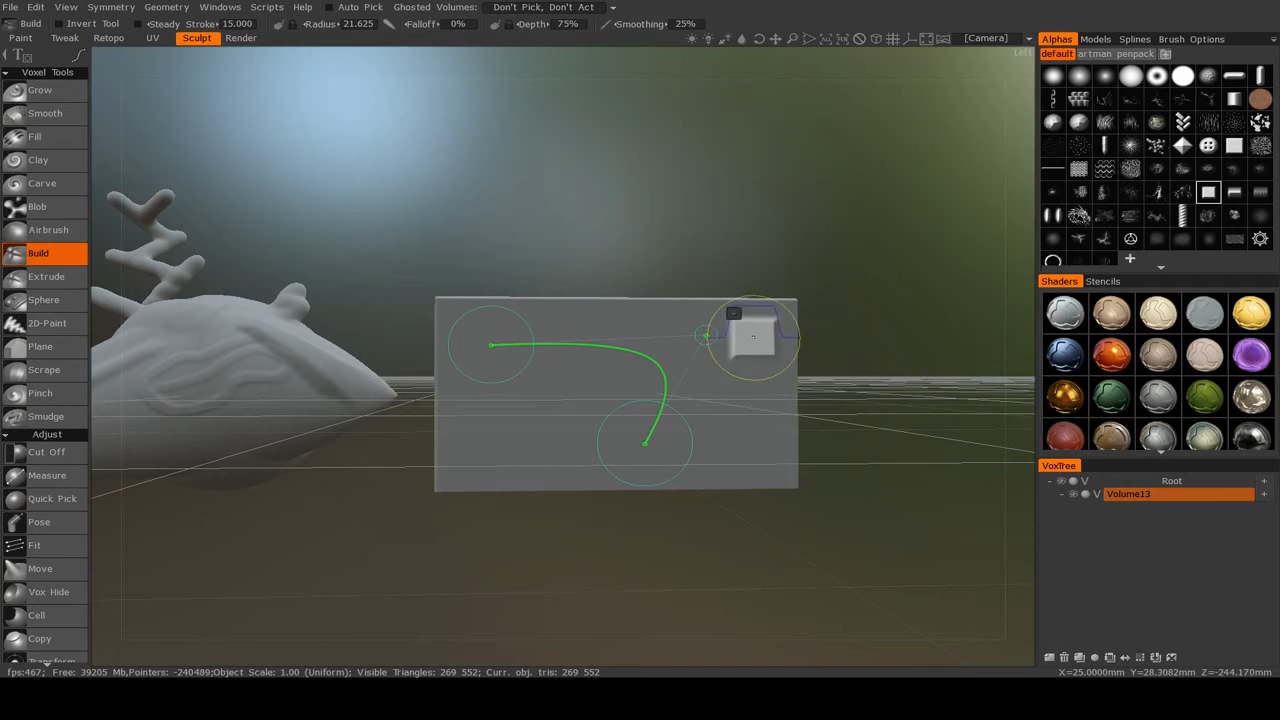 File Edit View Symmetry Geometry Windows Scripts Help Auto Pick Ghosted Volumes: Don't Pick, Don't Act
Build Invert Tool Steady Stroke 15.000 Radius 21.625 Falloff 0% Depth 75% Smoothing 25%
Tweak Paint Retopo UV Sculpt Render [Camera]
Left
Voxel Tools
Grow
Smooth
Fill
Clay
Carve
Blob
Airbrush
Build
Extrude
Sphere
2D-Paint
Plane
Scrape
Pinch
Smudge
Adjust
Cut Off
Measure
Quick Pick
Pose
Fit
Move
Vox Hide
Cell
Copy
Transform
Alphas Models Splines Brush Options
default artman penpack
Shaders Stencils
VoxTree
V Root +
V Volume13 +
fps:467; Free: 39205 Mb,Pointers: -240489;Object Scale: 1.00 (Uniform); Visible Triangles: 269 552; Curr. obj. tris: 269 552
X=25.0000mm Y=28.3082mm Z=-244.170mm